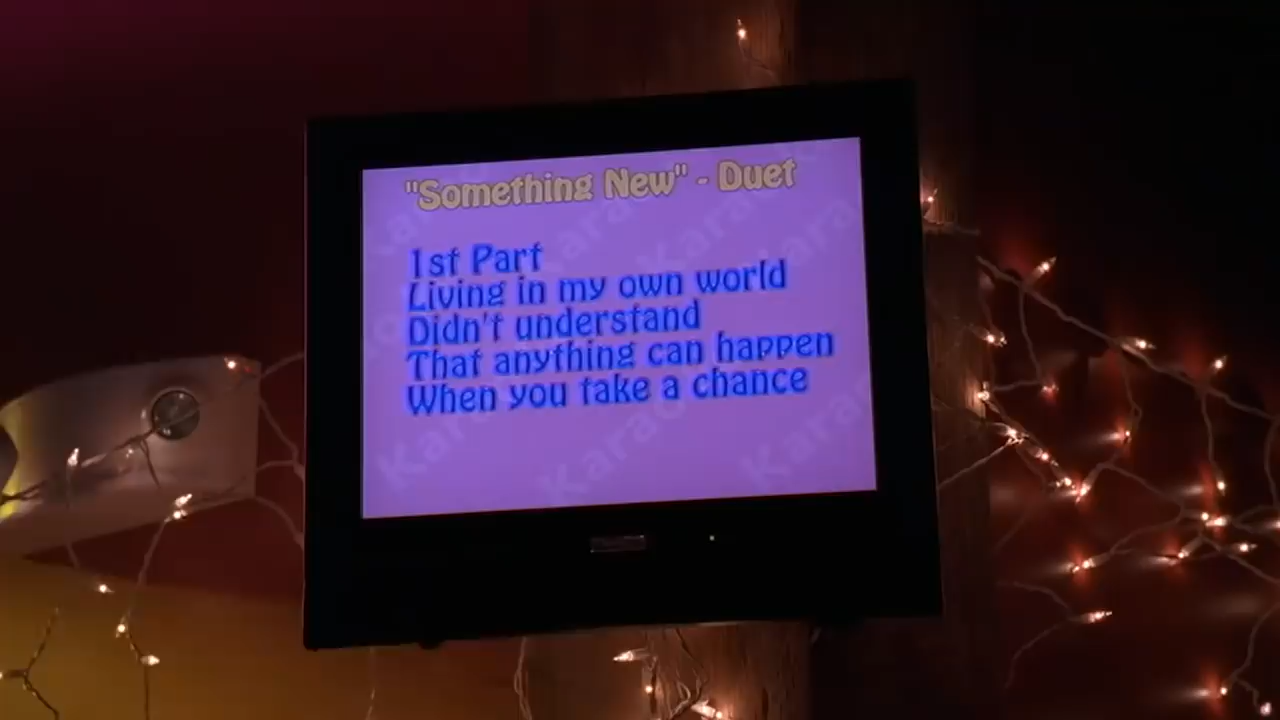 "Something New" - Duet
1st Part
Living in my own world
Didn't understand
That anything can happen
When you take a chance